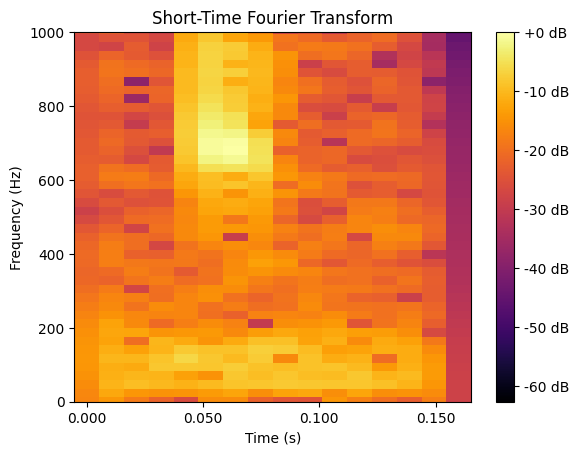 Short-Time Fourier Transform
1000
800
600
400
200
0
Frequency (Hz)
0.000
0.050
0.100
0.150
Time (s)
+0 dB
-10 dB
-20 dB
-30 dB
-40 dB
-50 dB
-60 dB